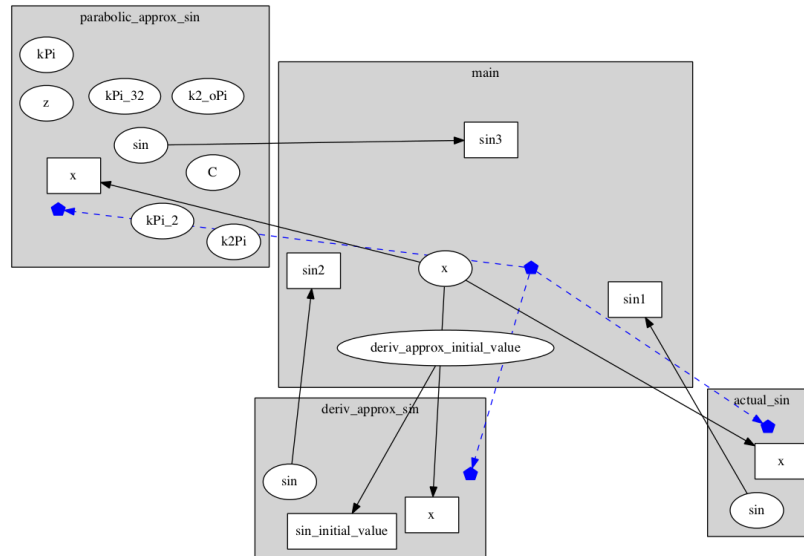 parabolic_approx_sin
kPi
z
kPi_32
k2_oPi
sin
x
C
kPi_2
k2Pi
main
sin3
sin2
x
sin1
deriv_approx_initial_value
deriv_approx_sin
sin
sin_initial_value
x
actual_sin
x
sin